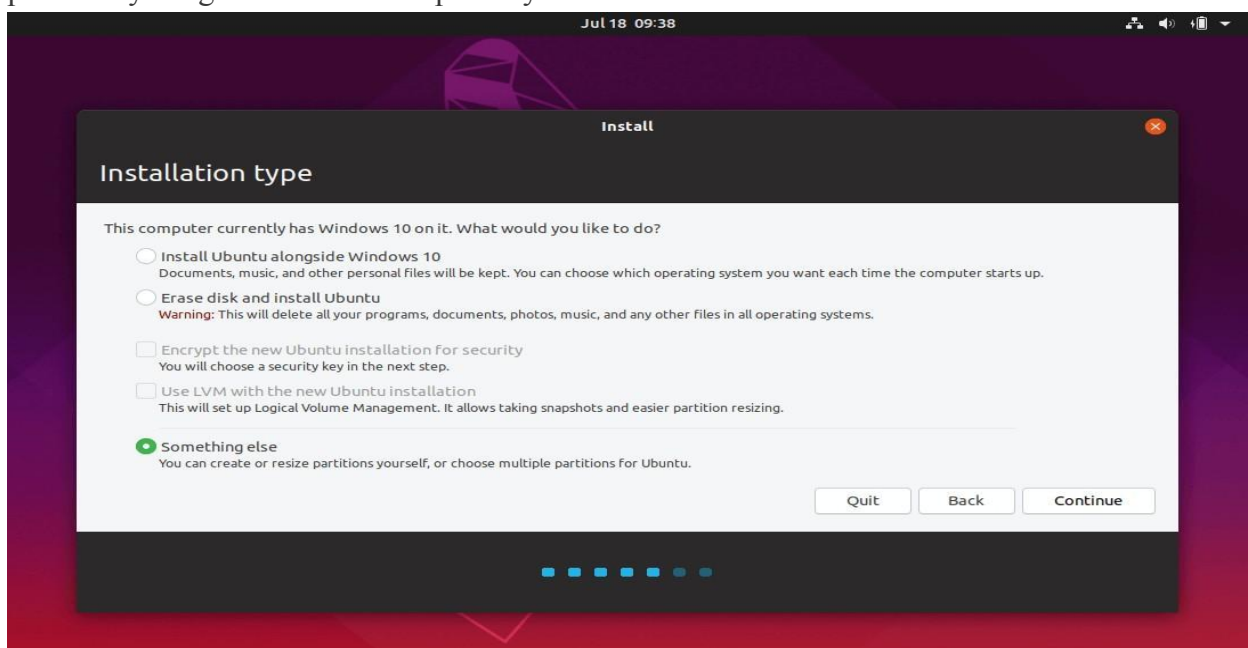 Jul 18 09:38
Install
Installation type
This computer currently has Windows 10 on it. What would you like to do?
Install Ubuntu alongside Windows 10
Documents, music, and other personal files will be kept. You can choose which operating system you want each time the computer starts up.
Erase disk and install Ubuntu
Warning: This will delete all your programs, documents, photos, music, and any other files in all operating systems.
Encrypt the new Ubuntu installation for security
You will choose a security key in the next step.
Use LVM with the new Ubuntu installation
This will set up Logical Volume Management. It allows taking snapshots and easier partition resizing.
Something else
You can create or resize partitions yourself, or choose multiple partitions for Ubuntu.
Quit Back Continue